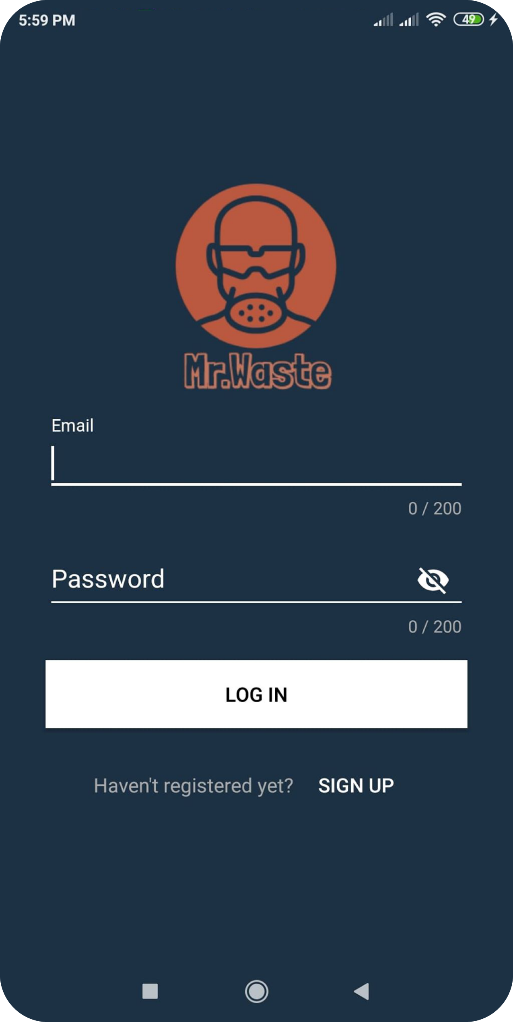 5:59 PM 49
Mr.Waste
Email
0 / 200
Password
0 / 200
LOG IN
Haven't registered yet? SIGN UP